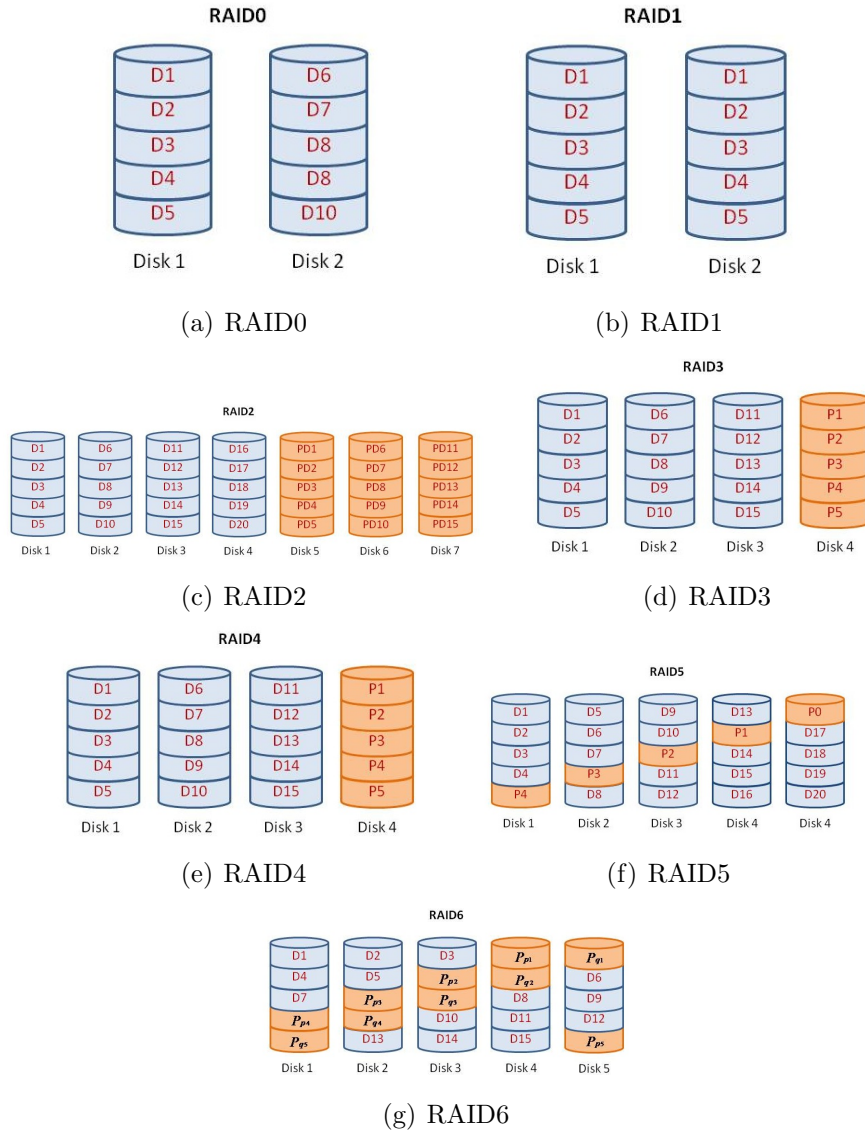 RAID0
RAID1
D1 D6 D1 D1
D2 D7 D2 D2
D3 D8 D3 D3
D4 D8 D4 D4
D5 D10 D5 D5
Disk 1 Disk 2 Disk 1 Disk 2
(a) RAID0
(b) RAID1
RAID2
D1 D6 D11 D16 PD1 PD6 PD11
D2 D7 D12 D17 PD2 PD7 PD12
D3 D8 D13 D18 PD3 PD8 PD13
D4 D9 D14 D19 PD4 PD9 PD14
D5 D10 D15 D20 PD5 PD10 PD15
Disk 1 Disk 2 Disk 3 Disk 4 Disk 5 Disk 6 Disk 7
(c) RAID2
RAID3
D1 D6 D11 P1
D2 D7 D12 P2
D3 D8 D13 P3
D4 D9 D14 P4
D5 D10 D15 P5
Disk 1 Disk 2 Disk 3 Disk 4
(d) RAID3
RAID4
D1 D6 D11 P1
D2 D7 D12 P2
D3 D8 D13 P3
D4 D9 D14 P4
D5 D10 D15 P5
Disk 1 Disk 2 Disk 3 Disk 4
(e) RAID4
RAID5
D1 D5 D9 D13 P0
D2 D6 D10 P1 D17
D3 D7 P2 D14 D18
D4 P3 D11 D15 D19
P4 D8 D12 D16 D20
Disk 1 Disk 2 Disk 3 Disk 4 Disk 4
(f) RAID5
RAID6
D1 D2 D3 Pp1 Pq1
D4 D5 Pp2 Pq2 D6
D7 Pp3 Pq3 D8 D9
Pp4 Pq4 D10 D11 D12
Pq5 D13 D14 D15 Pp5
Disk 1 Disk 2 Disk 3 Disk 4 Disk 5
(g) RAID6